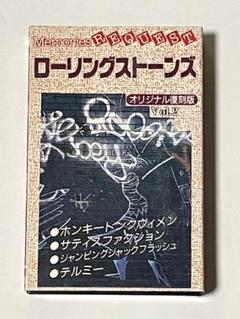 Memories REQUEST
ローリングストーンズ
オリジナル復刻版
●ホンキートンクウィメン
●サティスファクション
●ジャンピングジャックフラッシュ
●テルミー